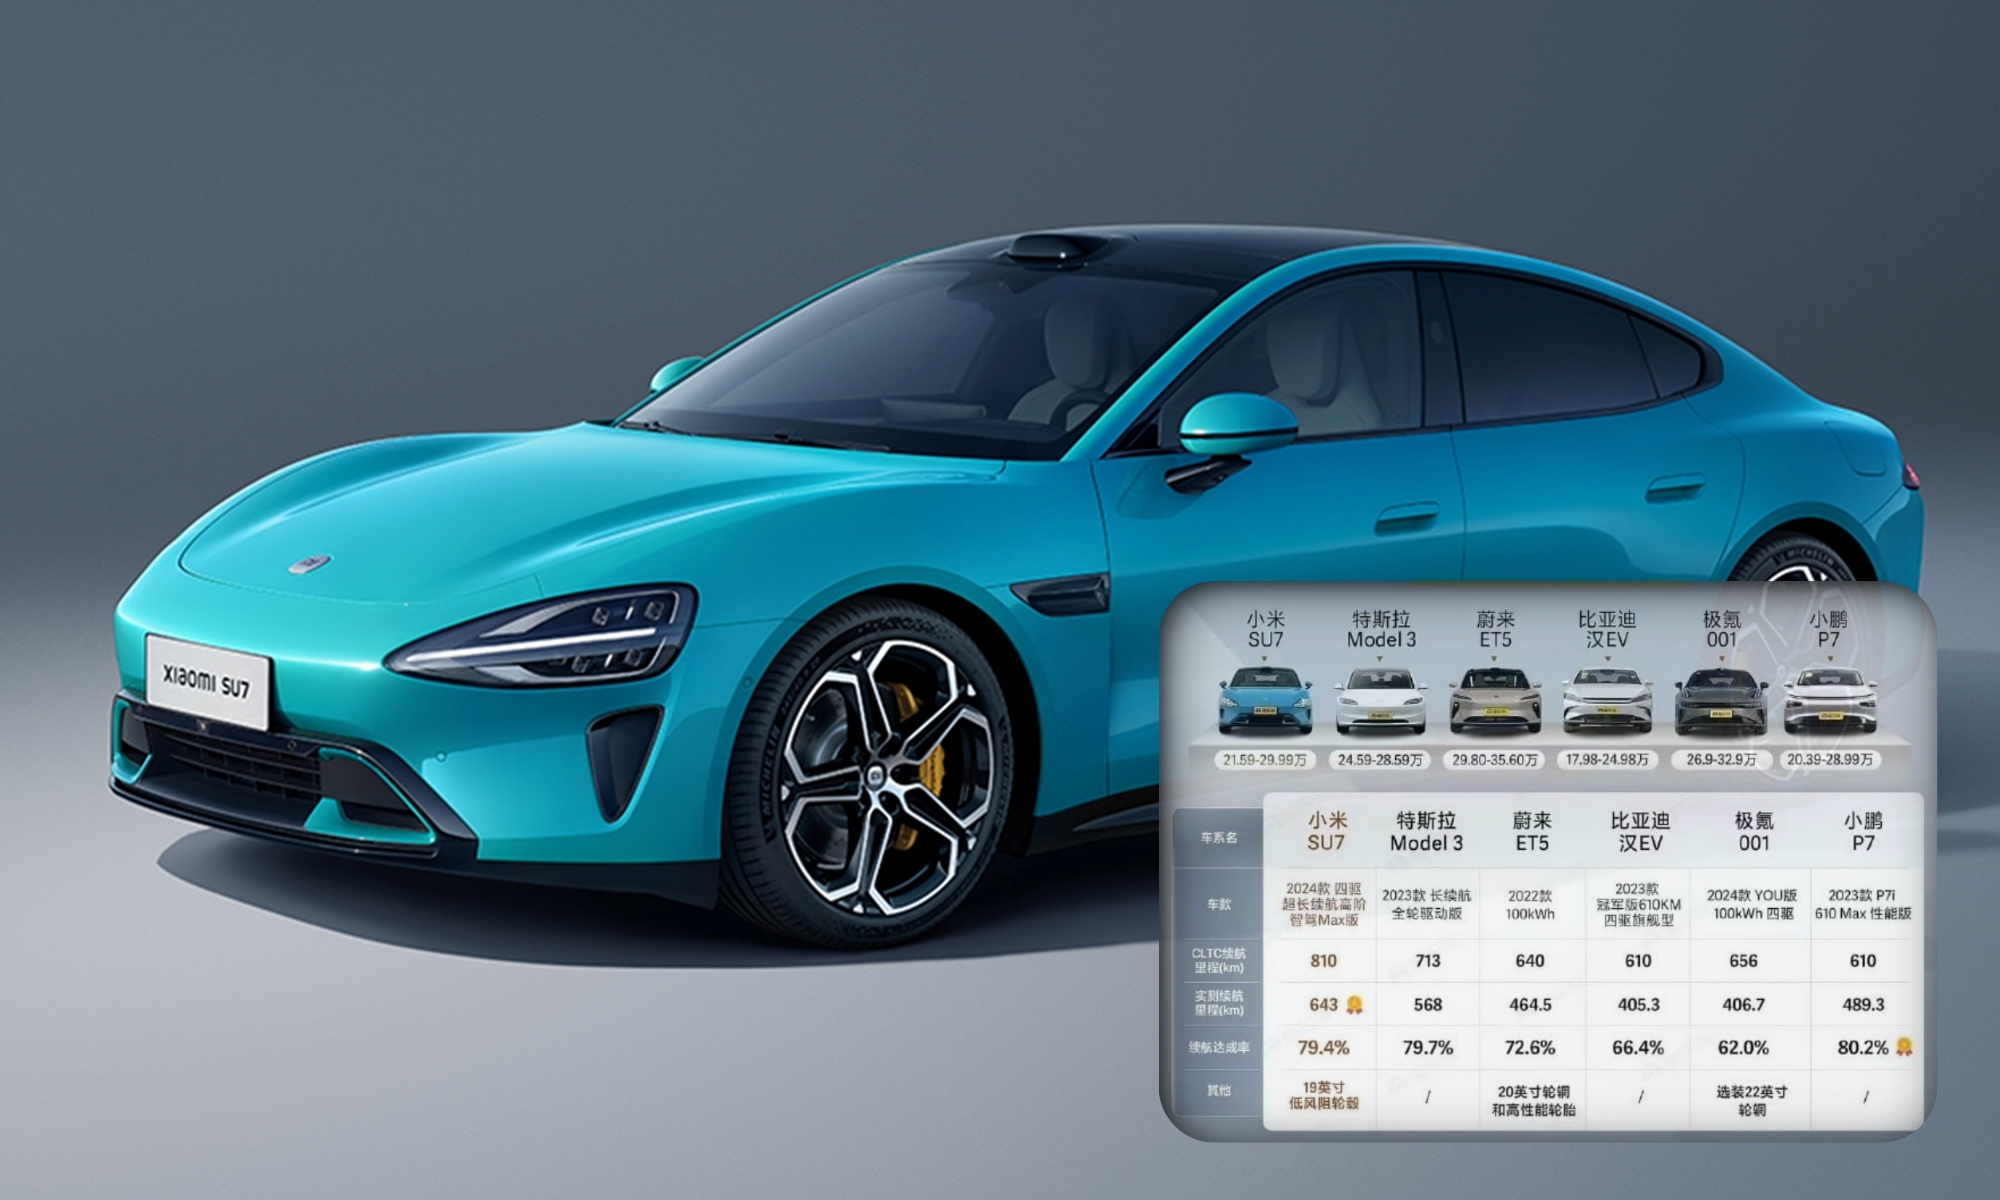 XIAOMI SU7
MICHELIN
MICHELIN
小米 特斯拉 蔚来 比亚迪 极氪 小鹏
SU7 Model 3 ET5 汉EV 001 P7
21.59-29.99万 24.59-28.59万 29.80-35.60万 17.98-24.98万 26.9-32.9万 20.39-28.99万
车系名
小米 特斯拉 蔚来 比亚迪 极氪 小鹏
SU7 Model 3 ET5 汉EV 001 P7
车款
2024款 四驱
超长续航高阶
智驾Max版
2023款 长续航
全轮驱动版
2022款
100kWh
2023款
冠军版610KM
四驱旗舰型
2024款 YOU版
100kWh 四驱
2023款 P7i
610 Max 性能版
CLTC续航
里程(km)
810 713 640 610 656 610
实测续航
里程(km)
643 568 464.5 405.3 406.7 489.3
续航达成率 79.4% 79.7% 72.6% 66.4% 62.0% 80.2%
其他
19英寸
低风阻轮毂
/
20英寸轮辋
和高性能轮胎
/
选装22英寸
轮辋
/